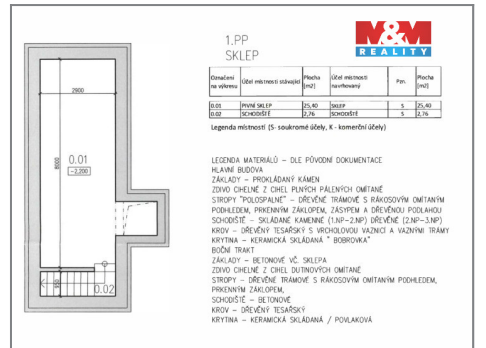 M&M
REALITY
1.PP
SKLEP
Označení na výkresu Účel místnosti stávající Plocha [m2] Účel místnosti navrhovaný Pzn. Plocha [m2]
0.01 PIVNÍ SKLEP 25,40 SKLEP S 25,40
0.02 SCHODIŠTĚ 2,76 SCHODIŠTĚ S 2,76
Legenda místností (S- soukromé účely, K - komerční účely)
2900
8000
0.01
-2,200
950
0.02
LEGENDA MATERIÁLŮ – DLE PŮVODNÍ DOKUMENTACE
HLAVNÍ BUDOVA
ZÁKLADY – PROKLÁDANÝ KÁMEN
ZDIVO CIHELNÉ Z CIHEL PLNÝCH PÁLENÝCH OMÍTANÉ
STROPY "POLOSPALNÉ" – DŘEVĚNÉ TRÁMOVÉ S RÁKOSOVÝM OMÍTANÝM
PODHLEDEM, PRKENNÝM ZÁKLOPEM, ZÁSYPEM A DŘEVĚNOU PODLAHOU
SCHODIŠTĚ – SKLÁDANÉ KAMENNÉ (1.NP–2.NP) DŘEVĚNÉ (2.NP–3.NP)
KROV – DŘEVĚNÝ TESAŘSKÝ S VRCHOLOVOU VAZNICÍ A VAZNÝMI TRÁMY
KRYTINA – KERAMICKÁ SKLÁDANÁ " BOBROVKA"
BOČNÍ TRAKT
ZÁKLADY – BETONOVÉ VČ. SKLEPA
ZDIVO CIHELNÉ Z CIHEL DUTINOVÝCH OMÍTANÉ
STROPY – DŘEVĚNÉ TRÁMOVÉ S RÁKOSOVÝM OMÍTANÝM PODHLEDEM,
PRKENNÝM ZÁKLOPEM,
SCHODIŠTĚ – BETONOVÉ
KROV – DŘEVĚNÝ TESAŘSKÝ
KRYTINA – KERAMICKÁ SKLÁDANÁ / POVLAKOVÁ